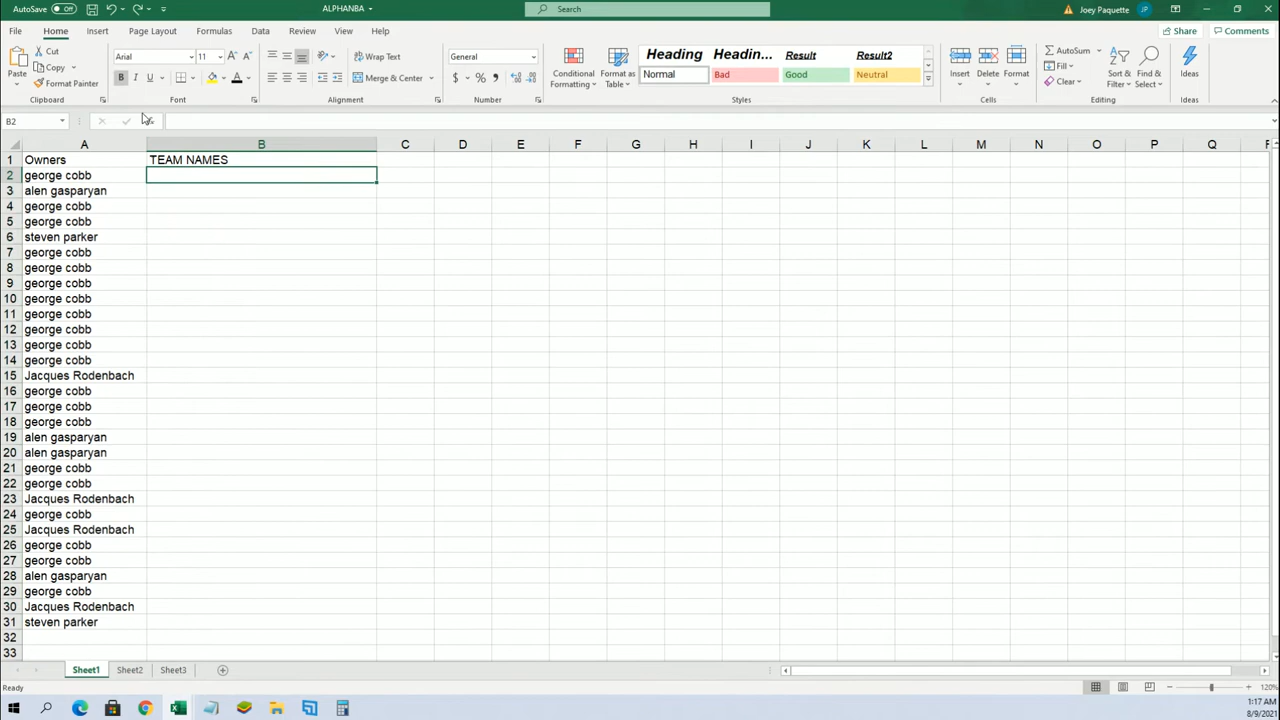 AutoSave Off ALPHANBA Search Joey Paquette JP
File Home Insert Page Layout Formulas Data Review View Help Share Comments
Paste Cut Copy Format Painter Clipboard
Arial 11 B I U Font
Wrap Text Merge & Center Alignment
General $ % Number
Conditional Formatting Format as Table
Heading Headin... Result Result2
Normal Bad Good Neutral
Styles
Insert Delete Format Cells
AutoSum Fill Clear Sort & Filter Find & Select Editing
Ideas Ideas
B2
A B C D E F G H I J K L M N O P Q
1 Owners TEAM NAMES
2 george cobb
3 alen gasparyan
4 george cobb
5 george cobb
6 steven parker
7 george cobb
8 george cobb
9 george cobb
10 george cobb
11 george cobb
12 george cobb
13 george cobb
14 george cobb
15 Jacques Rodenbach
16 george cobb
17 george cobb
18 george cobb
19 alen gasparyan
20 alen gasparyan
21 george cobb
22 george cobb
23 Jacques Rodenbach
24 george cobb
25 Jacques Rodenbach
26 george cobb
27 george cobb
28 alen gasparyan
29 george cobb
30 Jacques Rodenbach
31 steven parker
32
33
Sheet1 Sheet2 Sheet3
Ready 120%
1:17 AM
8/9/2021